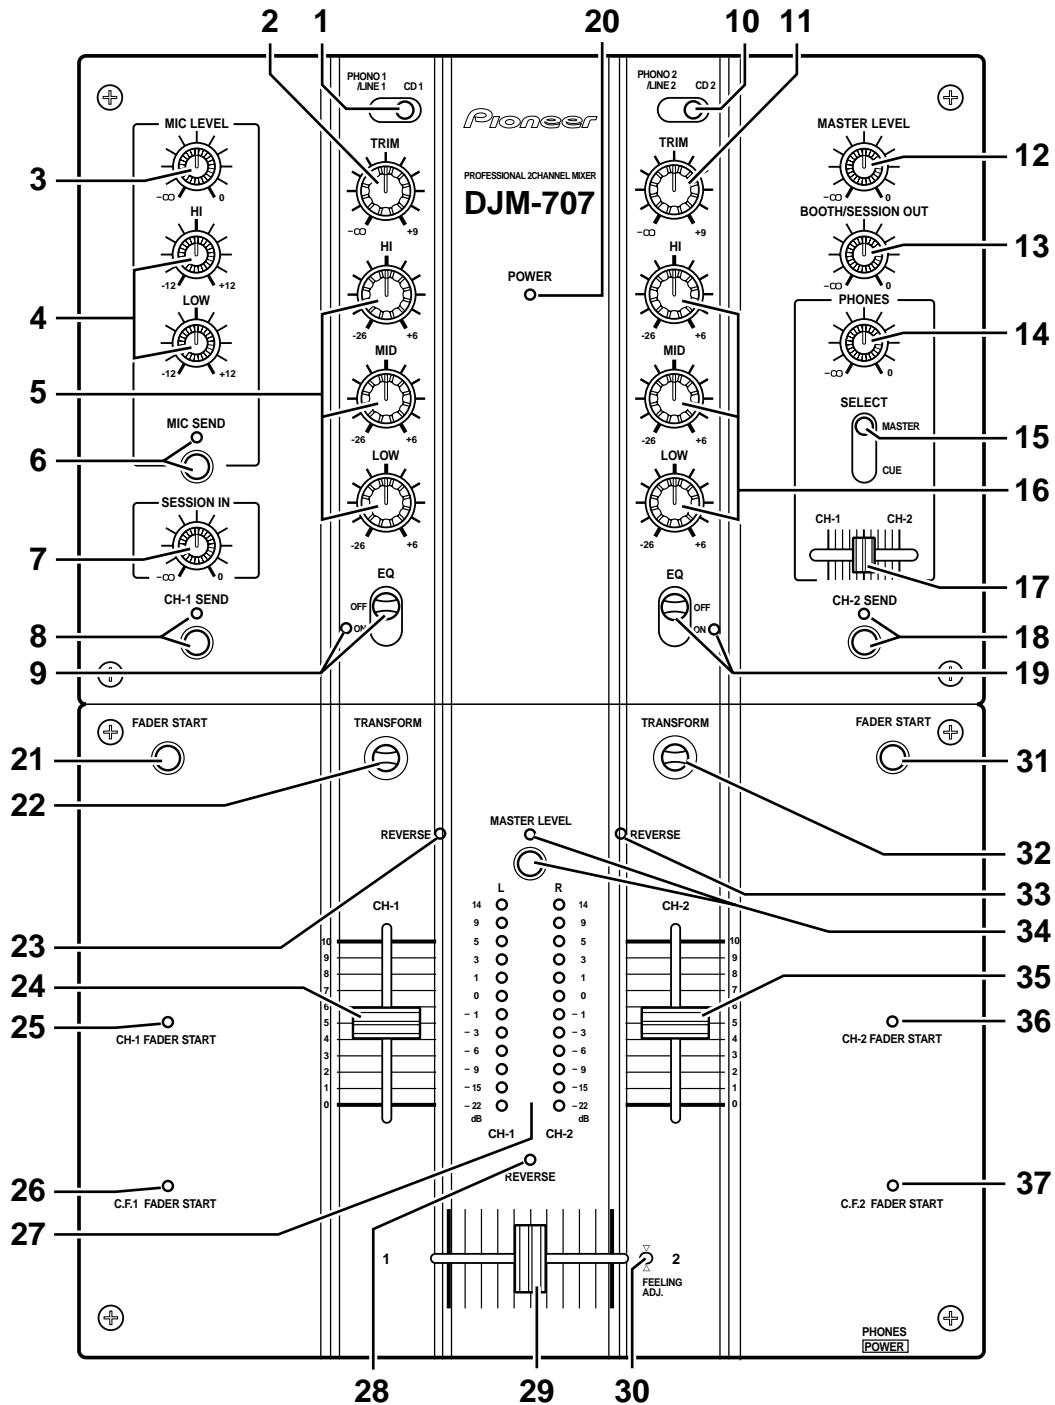 2 1 20 10 11
PHONO 1 /LINE 1 CD 1
PHONO 2 /LINE 2 CD 2
Pioneer
PROFESSIONAL 2CHANNEL MIXER
DJM-707
POWER
MIC LEVEL
3
−∞ 0
HI
-12 +12
4
LOW
-12 +12
MIC SEND
6
SESSION IN
7
−∞ 0
CH-1 SEND
8
TRIM
−∞ +9
HI
-26 +6
5
MID
-26 +6
LOW
-26 +6
EQ
OFF
ON
9
TRIM
−∞ +9
HI
-26 +6
MID
-26 +6
16
LOW
-26 +6
EQ
OFF
ON
19
MASTER LEVEL
12
−∞ 0
BOOTH/SESSION OUT
13
−∞ 0
PHONES
14
−∞ 0
SELECT
MASTER
15
CUE
CH-1 CH-2
17
CH-2 SEND
18
FADER START
21
TRANSFORM
22
TRANSFORM
32
FADER START
31
REVERSE
23
MASTER LEVEL
34
REVERSE
33
L R
14 14
9 9
5 5
3 3
1 1
0 0
−1 −1
−3 −3
−6 −6
−9 −9
−15 −15
−22 −22
dB dB
CH-1 CH-2
27
CH-1
10
9
8
7
6
5
4
3
2
1
0
24
CH-2
10
9
8
7
6
5
4
3
2
1
0
35
25
CH-1 FADER START
36
CH-2 FADER START
26
C.F.1 FADER START
37
C.F.2 FADER START
REVERSE
1 2
FEELING
ADJ.
PHONES
POWER
28 29 30